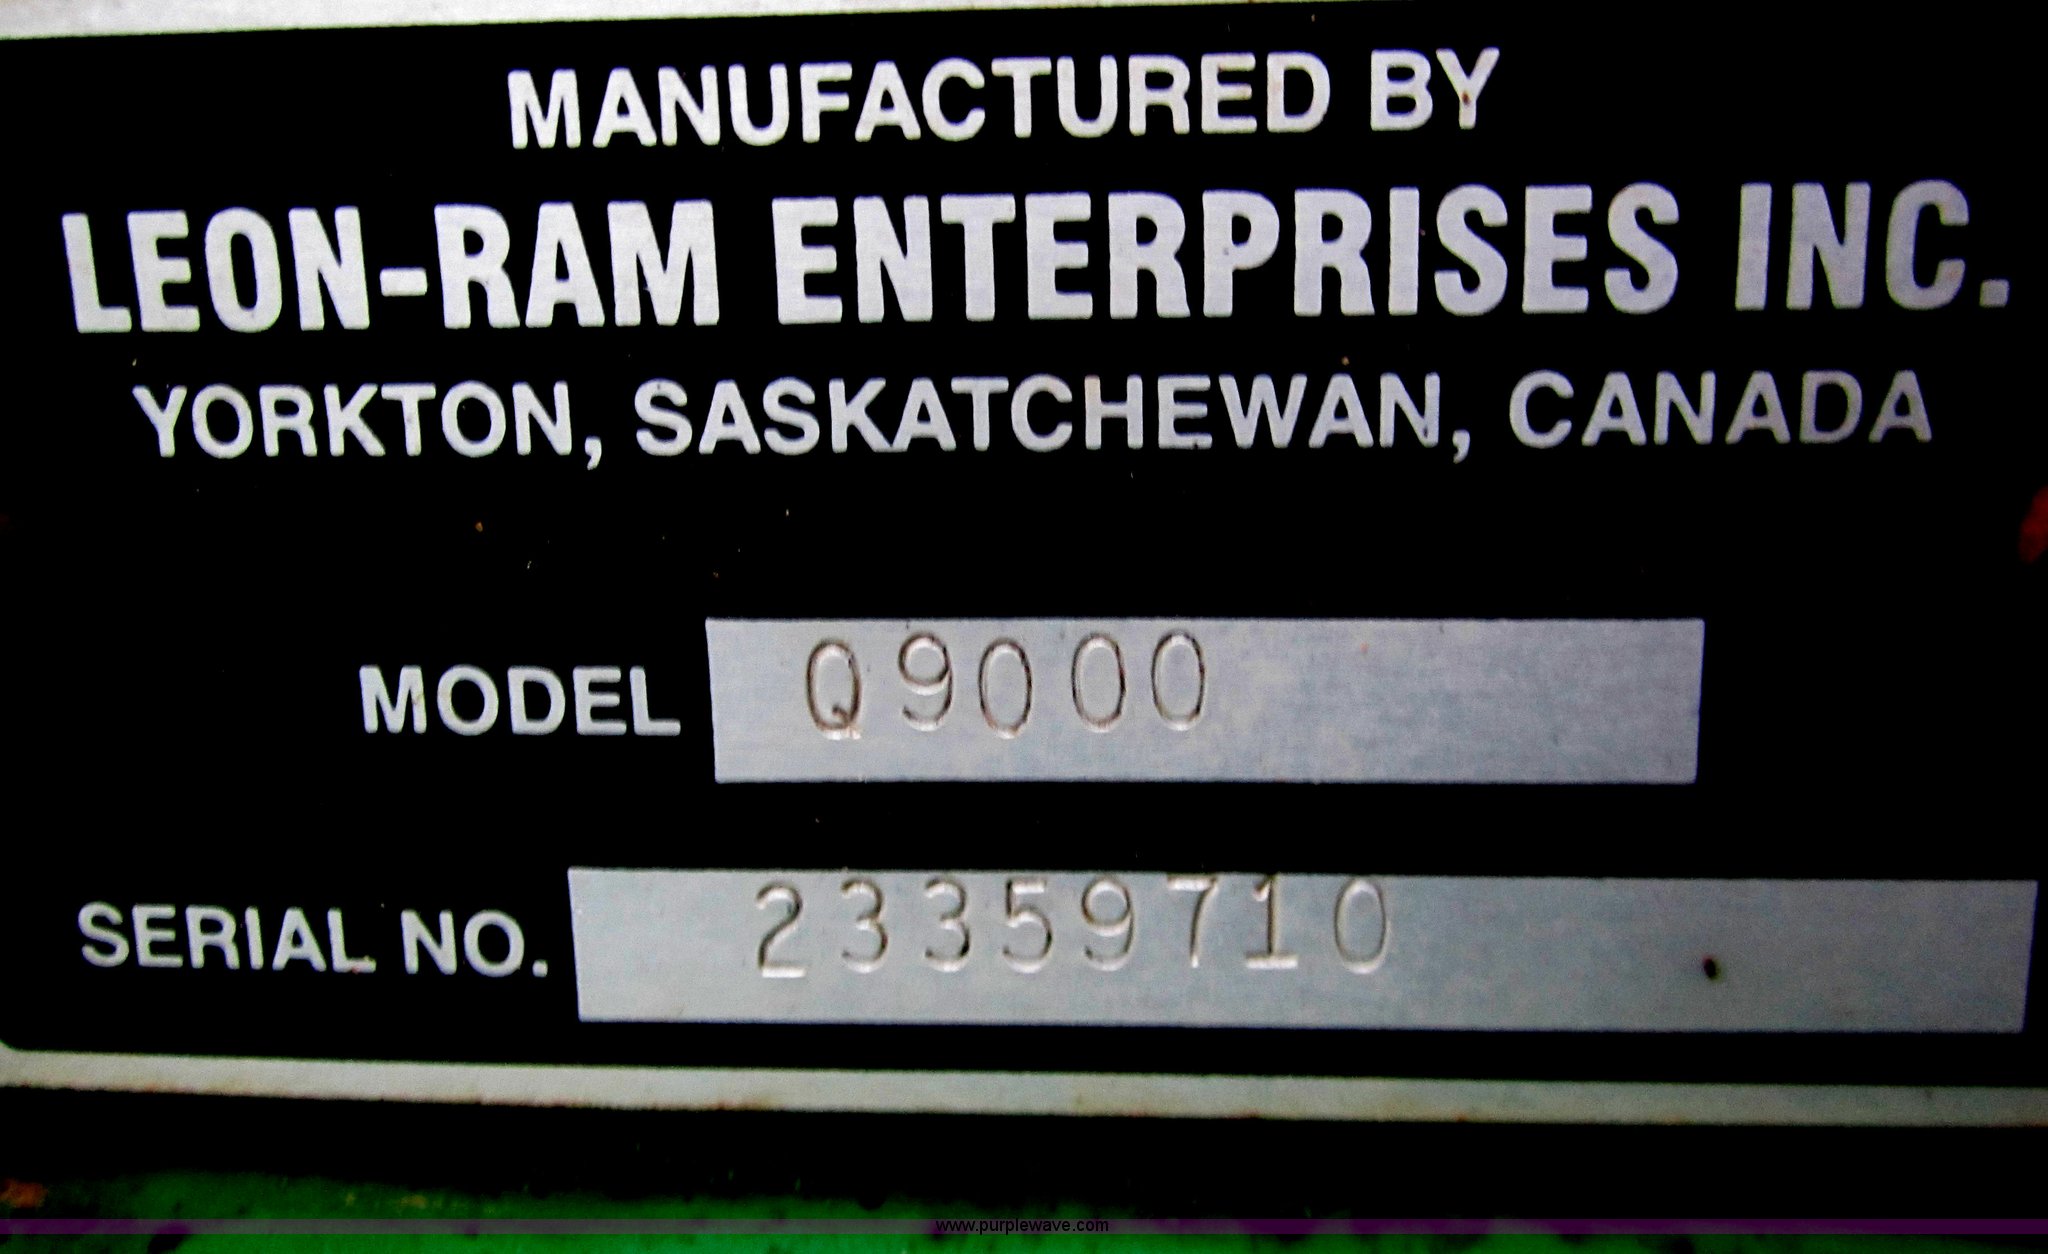 MANUFACTURED BY
LEON-RAM ENTERPRISES INC.
YORKTON, SASKATCHEWAN, CANADA
MODEL Q9000
SERIAL NO. 23359710
www.purplewave.com